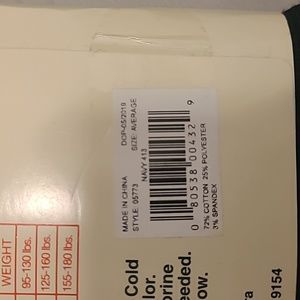 DOP-05/2019
SIZE: AVERAGE
NAVY 413
MADE IN CHINA
STYLE: 05773
0 80538 00432 9
72% COTTON 25% POLYESTER
3% SPANDEX
WEIGHT
95-130 lbs.
125-160 lbs.
155-180 lbs.
Cold
lor.
orine
eeded.
ow.
9154